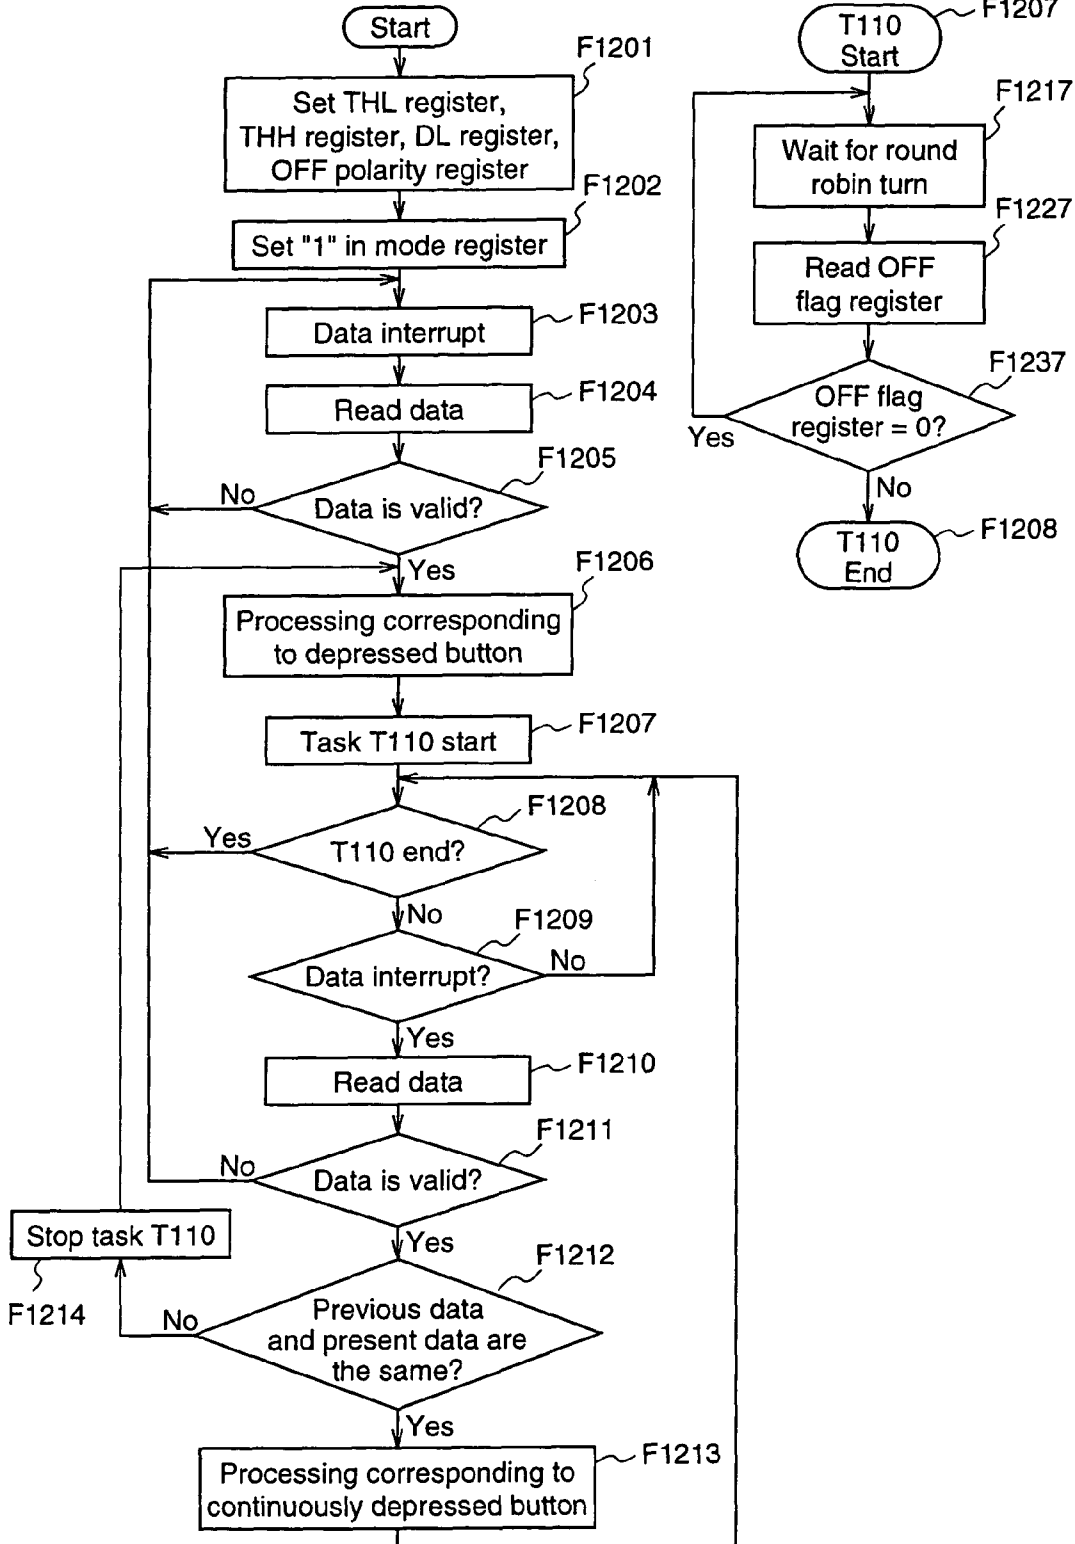 Start
F1201
Set THL register,
THH register, DL register,
OFF polarity register
F1202
Set "1" in mode register
F1203
Data interrupt
F1204
Read data
F1205
Data is valid?
No
Yes
F1206
Processing corresponding
to depressed button
F1207
Task T110 start
F1208
T110 end?
Yes
No
F1209
Data interrupt?
No
Yes
F1210
Read data
F1211
Data is valid?
No
Yes
Stop task T110
F1214
F1212
Previous data
and present data are
the same?
No
Yes
F1213
Processing corresponding to
continuously depressed button
F1207
T110
Start
F1217
Wait for round
robin turn
F1227
Read OFF
flag register
F1237
OFF flag
register = 0?
Yes
No
F1208
T110
End